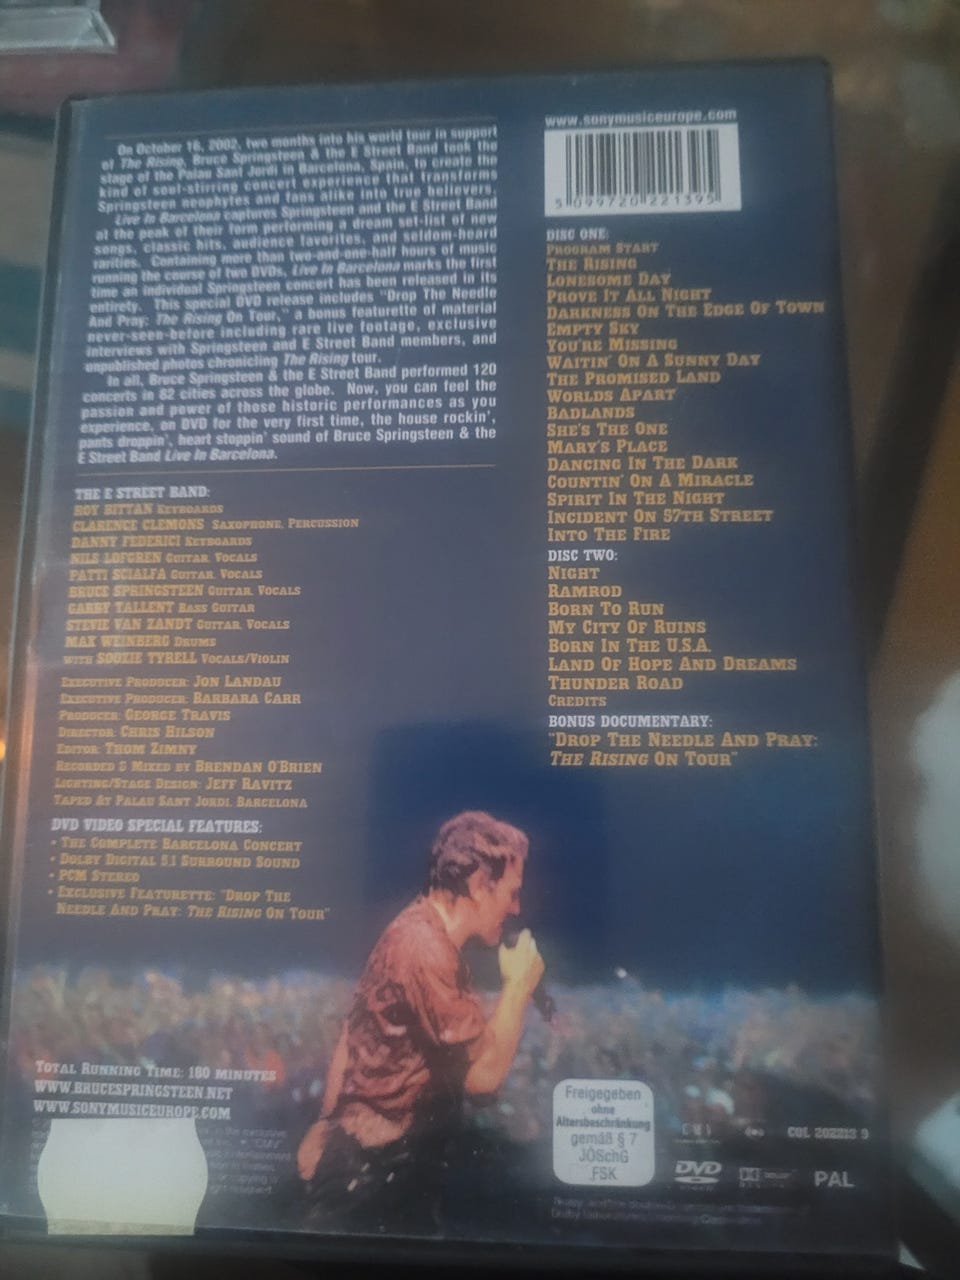 On October 16, 2002, two months into his world tour in support
of The Rising, Bruce Springsteen & the E Street Band took the
stage of the Palau Sant Jordi in Barcelona, Spain, to create the
kind of soul-stirring concert experience that transforms
Springsteen neophytes and fans alike into true believers.
Live In Barcelona captures Springsteen and the E Street Band
at the peak of their form performing a dream set-list of new
songs, classic hits, audience favorites, and seldom-heard
rarities. Containing more than two-and-one-half hours of music
running the course of two DVDs, Live In Barcelona marks the first
time an individual Springsteen concert has been released in its
entirety. This special DVD release includes "Drop The Needle
And Pray: The Rising On Tour," a bonus featurette of material
never-seen-before including rare live footage, exclusive
interviews with Springsteen and E Street Band members, and
unpublished photos chronicling The Rising tour.
In all, Bruce Springsteen & the E Street Band performed 120
concerts in 82 cities across the globe. Now, you can feel the
passion and power of those historic performances as you
experience, on DVD for the very first time, the house rockin',
pants droppin', heart stoppin' sound of Bruce Springsteen & the
E Street Band Live In Barcelona.
THE E STREET BAND:
ROY BITTAN KEYBOARDS
CLARENCE CLEMONS SAXOPHONE, PERCUSSION
DANNY FEDERICI KEYBOARDS
NILS LOFGREN GUITAR, VOCALS
PATTI SCIALFA GUITAR, VOCALS
BRUCE SPRINGSTEEN GUITAR, VOCALS
GARRY TALLENT BASS GUITAR
STEVIE VAN ZANDT GUITAR, VOCALS
MAX WEINBERG DRUMS
WITH SOOZIE TYRELL VOCALS/VIOLIN
EXECUTIVE PRODUCER: JON LANDAU
EXECUTIVE PRODUCER: BARBARA CARR
PRODUCER: GEORGE TRAVIS
DIRECTOR: CHRIS HILSON
EDITOR: THOM ZIMNY
RECORDED & MIXED BY BRENDAN O'BRIEN
LIGHTING/STAGE DESIGN: JEFF RAVITZ
TAPED AT PALAU SANT JORDI, BARCELONA
DVD VIDEO SPECIAL FEATURES:
• THE COMPLETE BARCELONA CONCERT
• DOLBY DIGITAL 5.1 SURROUND SOUND
• PCM STEREO
• EXCLUSIVE FEATURETTE: "DROP THE
NEEDLE AND PRAY: THE RISING ON TOUR"
TOTAL RUNNING TIME: 180 MINUTES
WWW.BRUCESPRINGSTEEN.NET
WWW.SONYMUSICEUROPE.COM
www.sonymusiceurope.com
5 099720 221395
DISC ONE:
PROGRAM START
THE RISING
LONESOME DAY
PROVE IT ALL NIGHT
DARKNESS ON THE EDGE OF TOWN
EMPTY SKY
YOU'RE MISSING
WAITIN' ON A SUNNY DAY
THE PROMISED LAND
WORLDS APART
BADLANDS
SHE'S THE ONE
MARY'S PLACE
DANCING IN THE DARK
COUNTIN' ON A MIRACLE
SPIRIT IN THE NIGHT
INCIDENT ON 57TH STREET
INTO THE FIRE
DISC TWO:
NIGHT
RAMROD
BORN TO RUN
MY CITY OF RUINS
BORN IN THE U.S.A.
LAND OF HOPE AND DREAMS
THUNDER ROAD
CREDITS
BONUS DOCUMENTARY:
"DROP THE NEEDLE AND PRAY:
THE RISING ON TOUR"
Freigegeben
ohne
Altersbeschränkung
gemäß § 7
JÖSchG
FSK
COL 202213 9
DVD
PAL